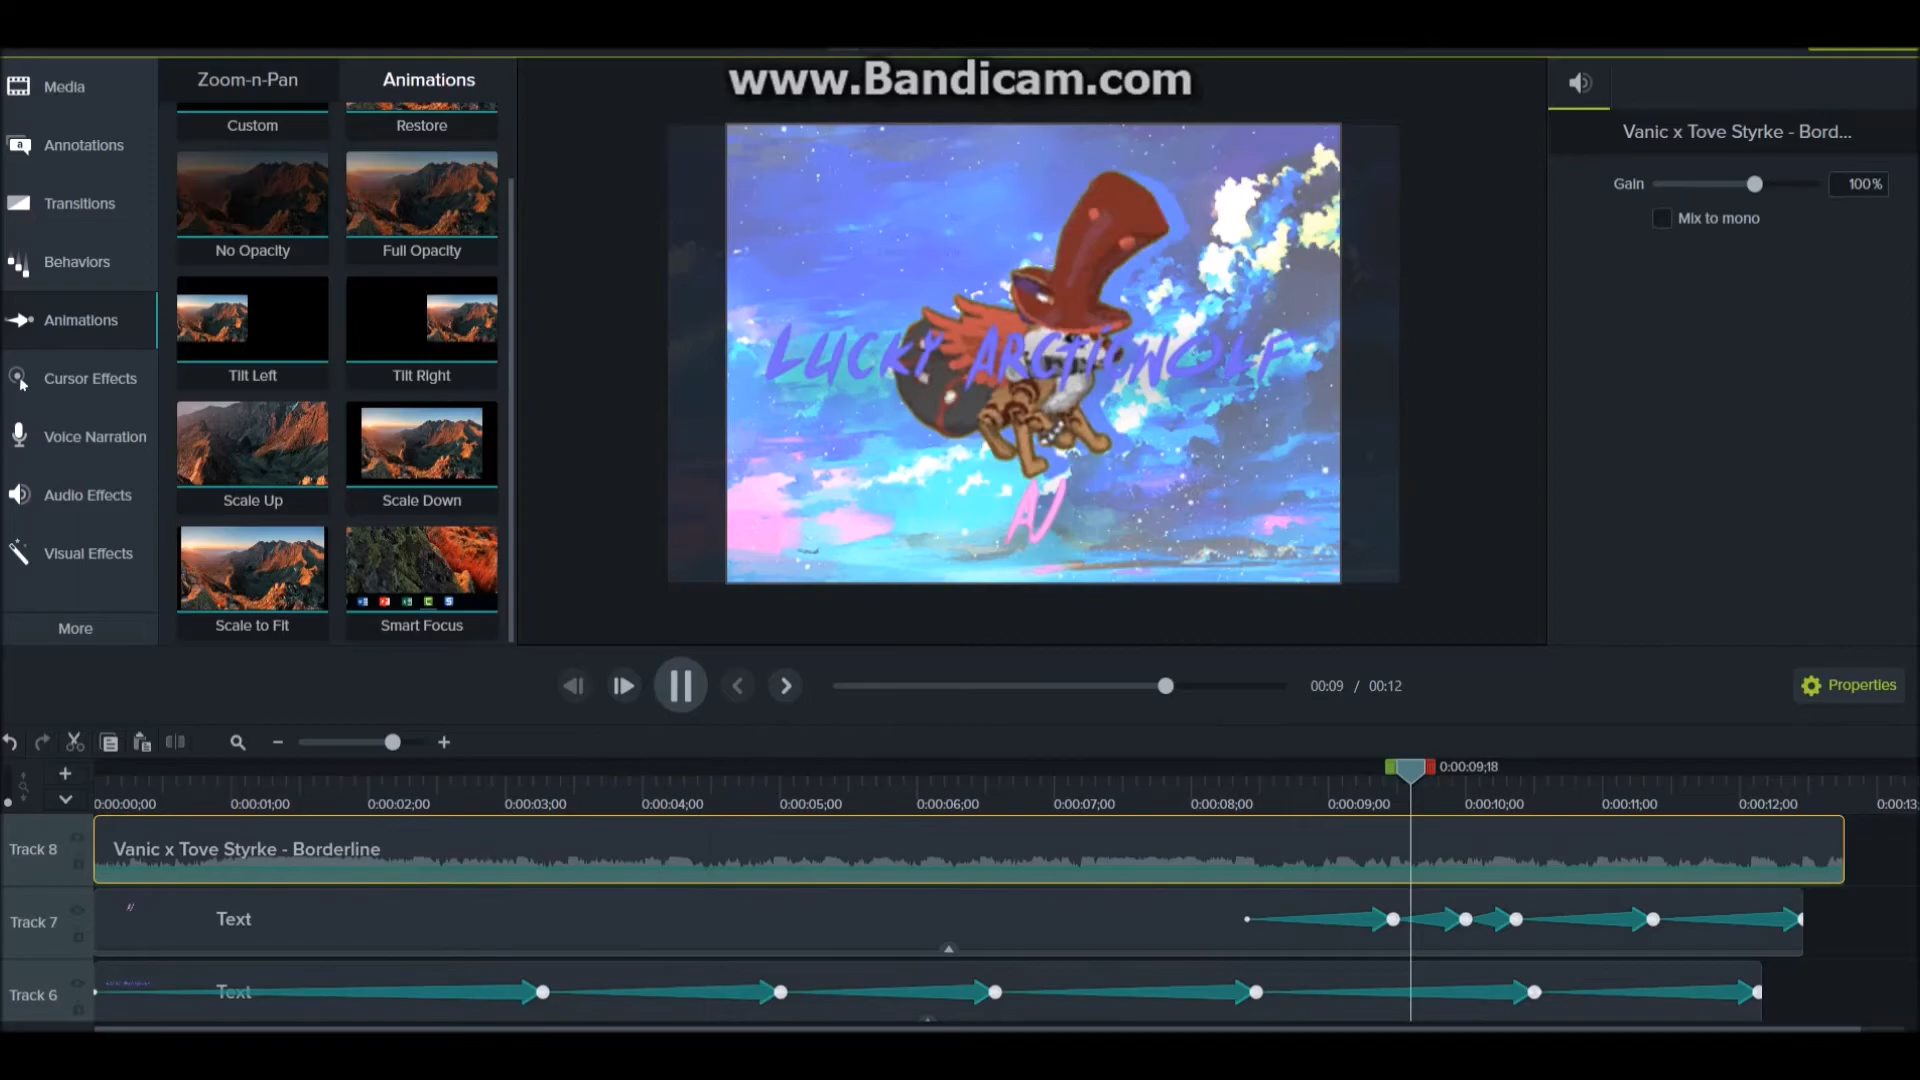 www.Bandicam.com
Media
Annotations
Transitions
Behaviors
Animations
Cursor Effects
Voice Narration
Audio Effects
Visual Effects
More
Zoom-n-Pan
Animations
Custom
Restore
No Opacity
Full Opacity
Tilt Left
Tilt Right
Scale Up
Scale Down
Scale to Fit
Smart Focus
LUCKY ARCTICWOLF
AJ
Vanic x Tove Styrke - Bord...
Gain
100%
Mix to mono
00:09 / 00:12
Properties
0:00:09;18
0:00:00;00
0:00:01;00
0:00:02;00
0:00:03;00
0:00:04;00
0:00:05;00
0:00:06;00
0:00:07;00
0:00:08;00
0:00:09;00
0:00:10;00
0:00:11;00
0:00:12;00
0:00:13;
Track 8
Vanic x Tove Styrke - Borderline
Track 7
Text
Track 6
Text